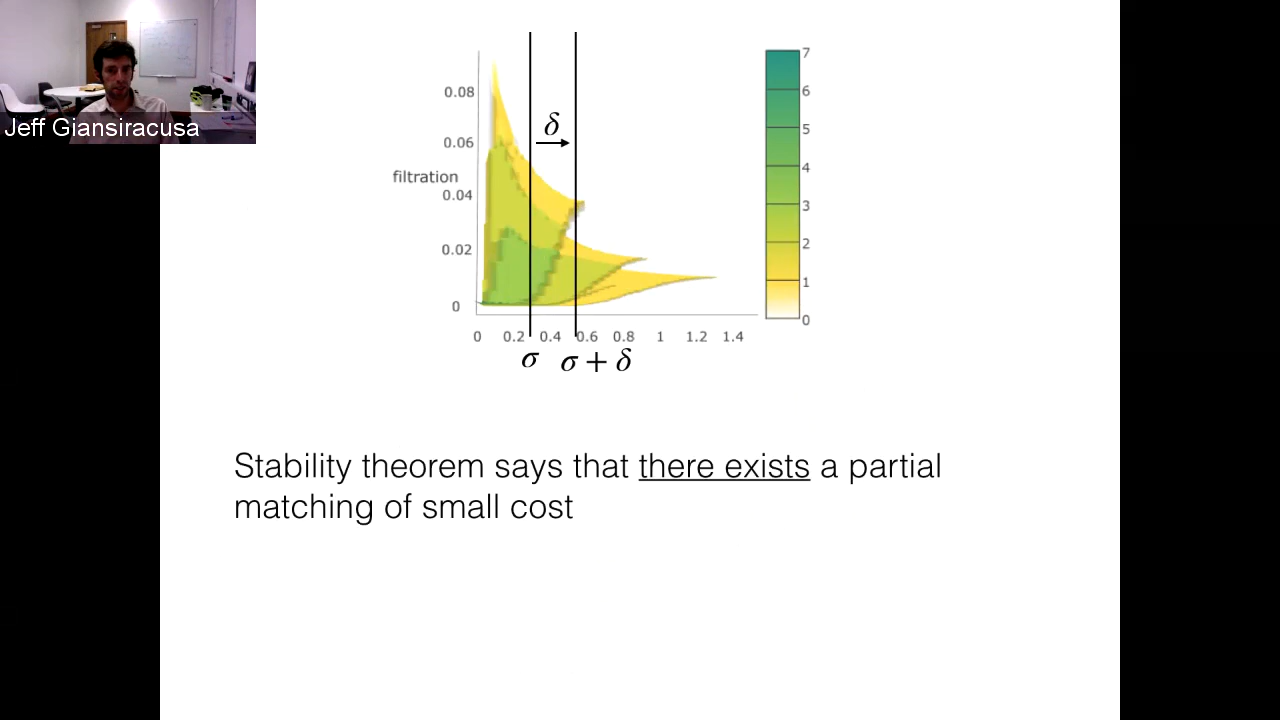 Jeff Giansiracusa
δ
filtration
0.08
0.06
0.04
0.02
0
0 0.2 0.4 0.6 0.8 1 1.2 1.4
σ σ + δ
7
6
5
4
3
2
1
0
Stability theorem says that there exists a partial
matching of small cost